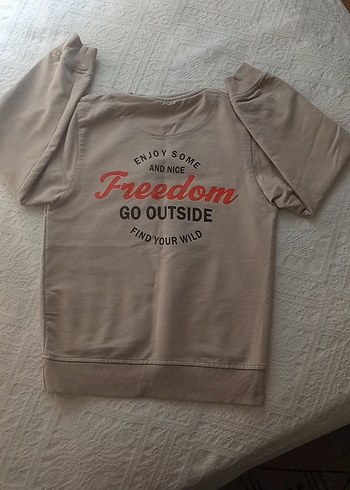 ENJOY SOME
AND NICE
Freedom
GO OUTSIDE
FIND YOUR WILD